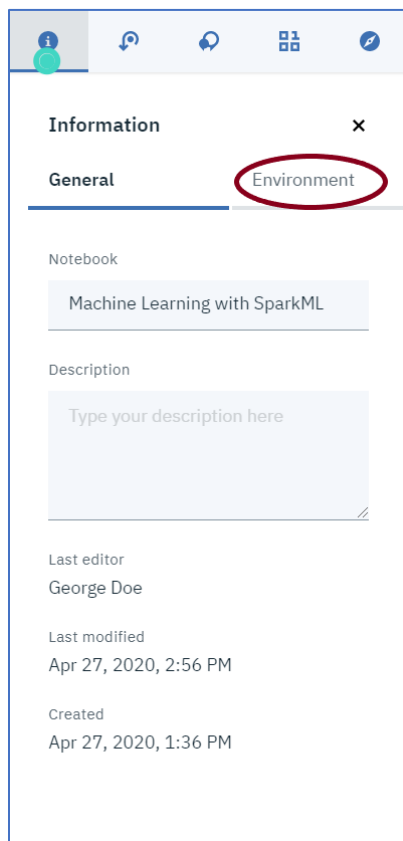 Information
General Environment
Notebook
Machine Learning with SparkML
Description
Type your description here
Last editor
George Doe
Last modified
Apr 27, 2020, 2:56 PM
Created
Apr 27, 2020, 1:36 PM